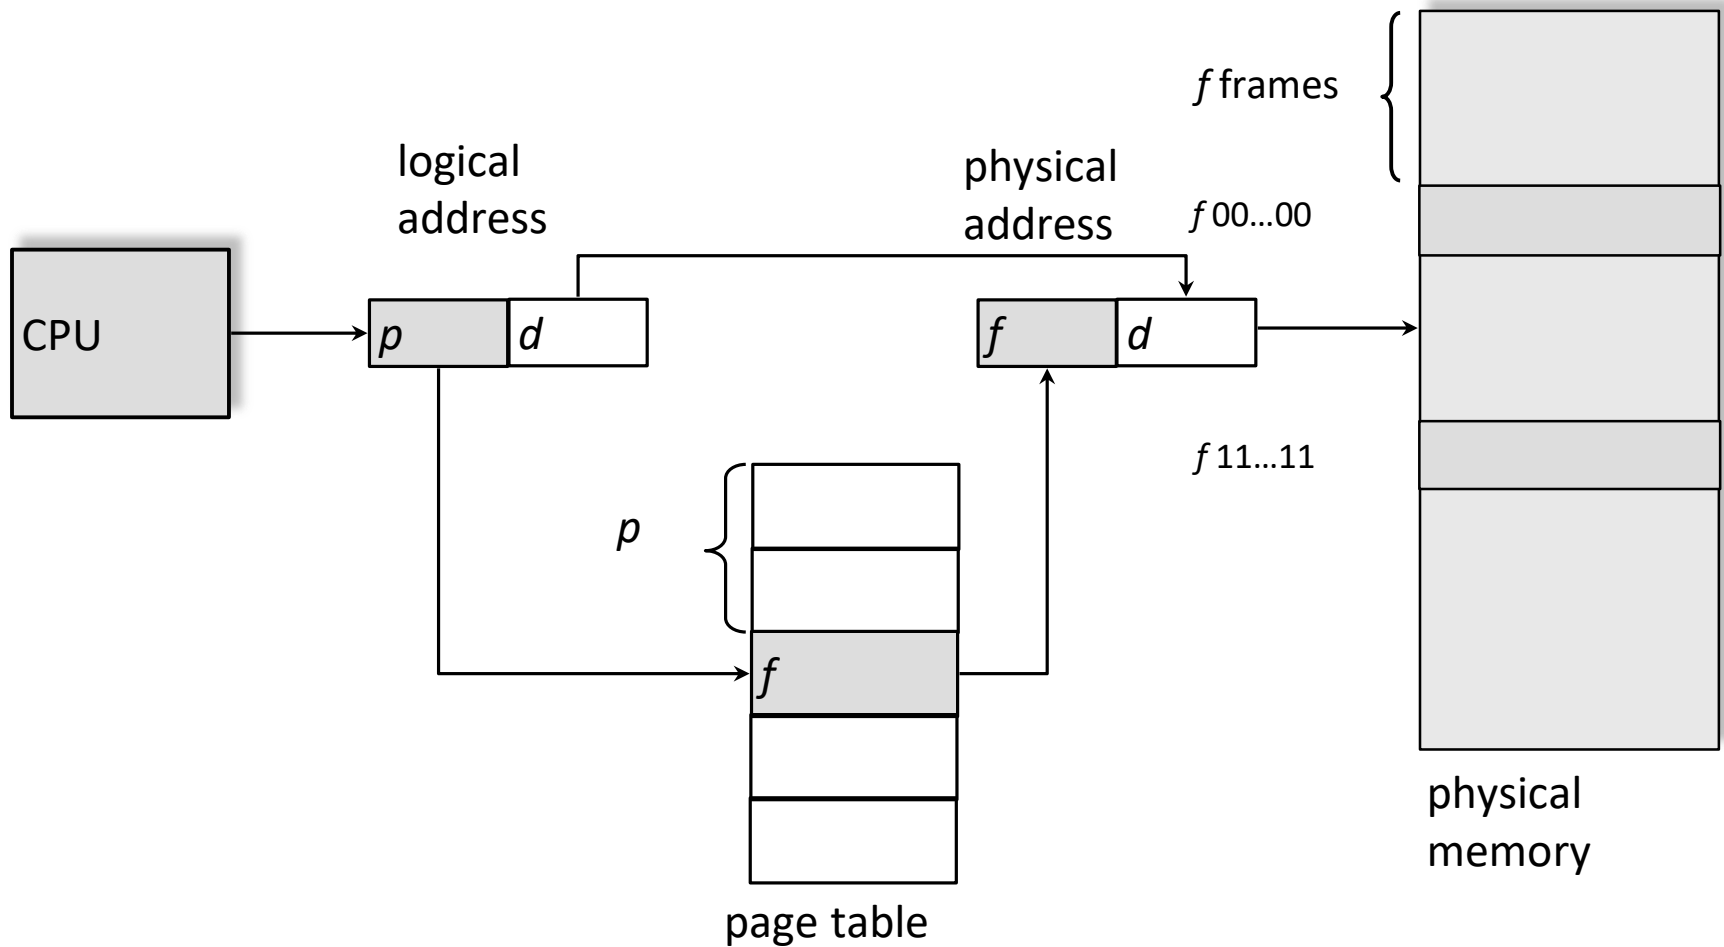 f frames
logical
address
physical
address
f 00...00
CPU
p
d
f
d
f 11...11
p
f
physical
memory
page table